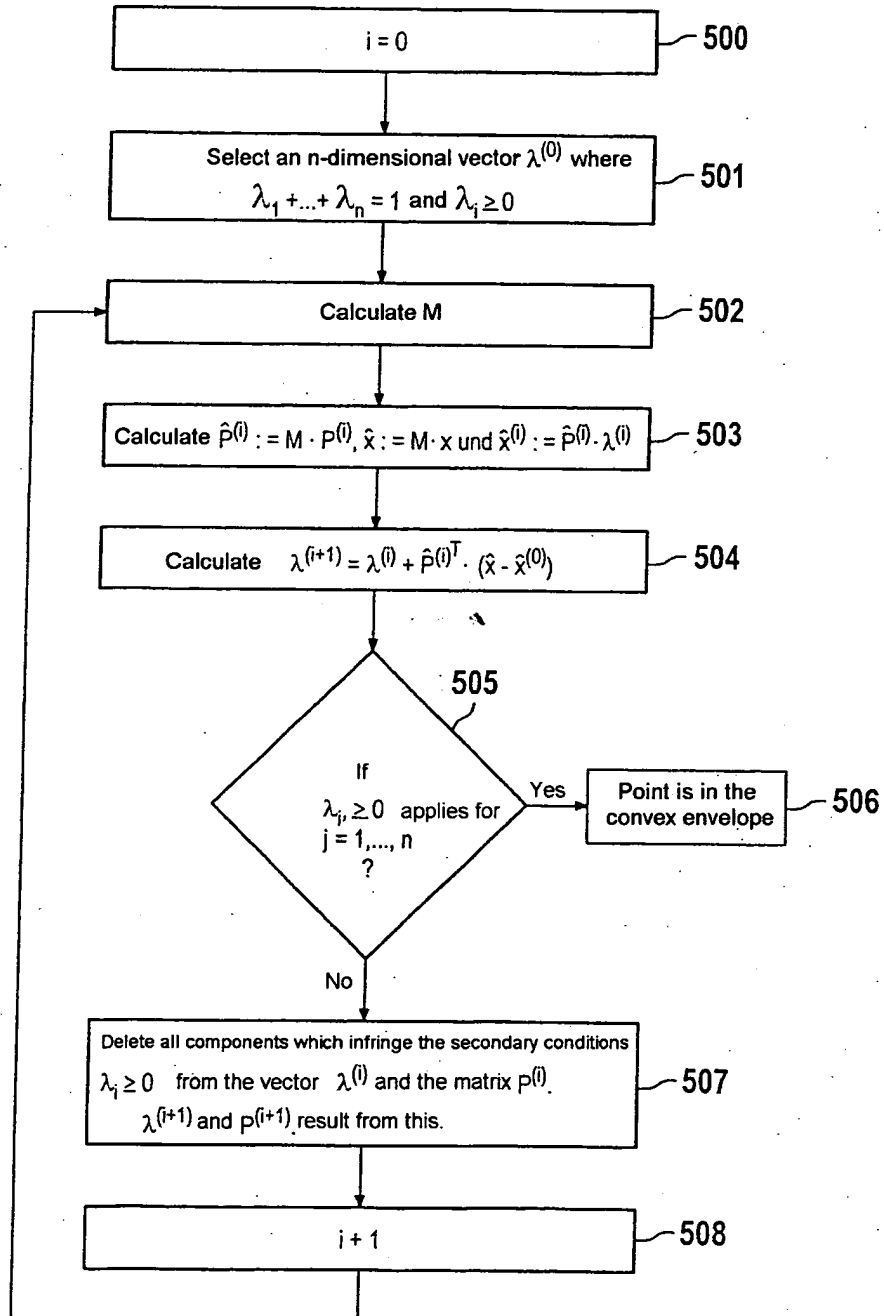 i = 0
500
Select an n-dimensional vector λ^(0) where
λ₁ +...+ λₙ = 1 and λᵢ ≥ 0
501
Calculate M
502
Calculate P̂^(i) := M · P^(i), x̂ := M · x und x̂^(i) := P̂^(i) · λ^(i)
503
Calculate λ^(i+1) = λ^(i) + P̂^(i)ᵀ · (x̂ - x̂^(0))
504
505
If
λⱼ, ≥ 0 applies for
j = 1,..., n
?
Yes
Point is in the
convex envelope
506
No
Delete all components which infringe the secondary conditions
λᵢ ≥ 0 from the vector λ^(i) and the matrix P^(i).
λ^(i+1) and P^(i+1). result from this.
507
i + 1
508